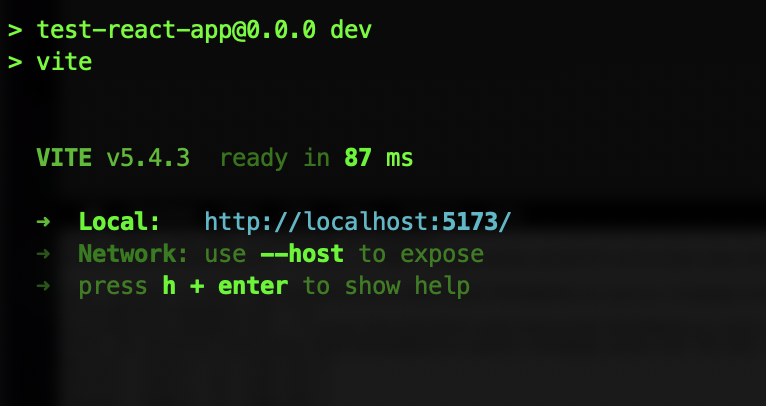 > test-react-app@0.0.0 dev
> vite
VITE v5.4.3  ready in 87 ms
➜  Local:   http://localhost:5173/
➜  Network: use --host to expose
➜  press h + enter to show help